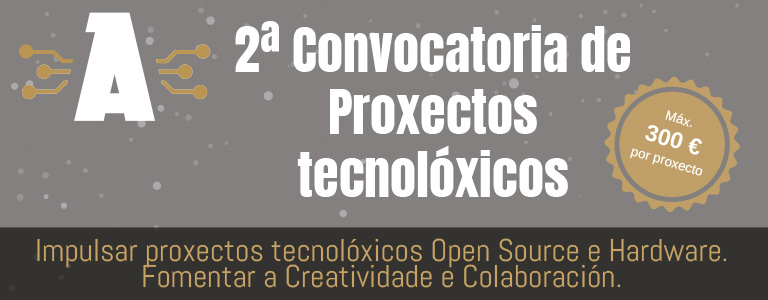 A
2ª Convocatoria de
Proxectos
tecnolóxicos
Máx.
300 €
por proxecto
Impulsar proxectos tecnolóxicos Open Source e Hardware.
Fomentar a Creatividade e Colaboración.